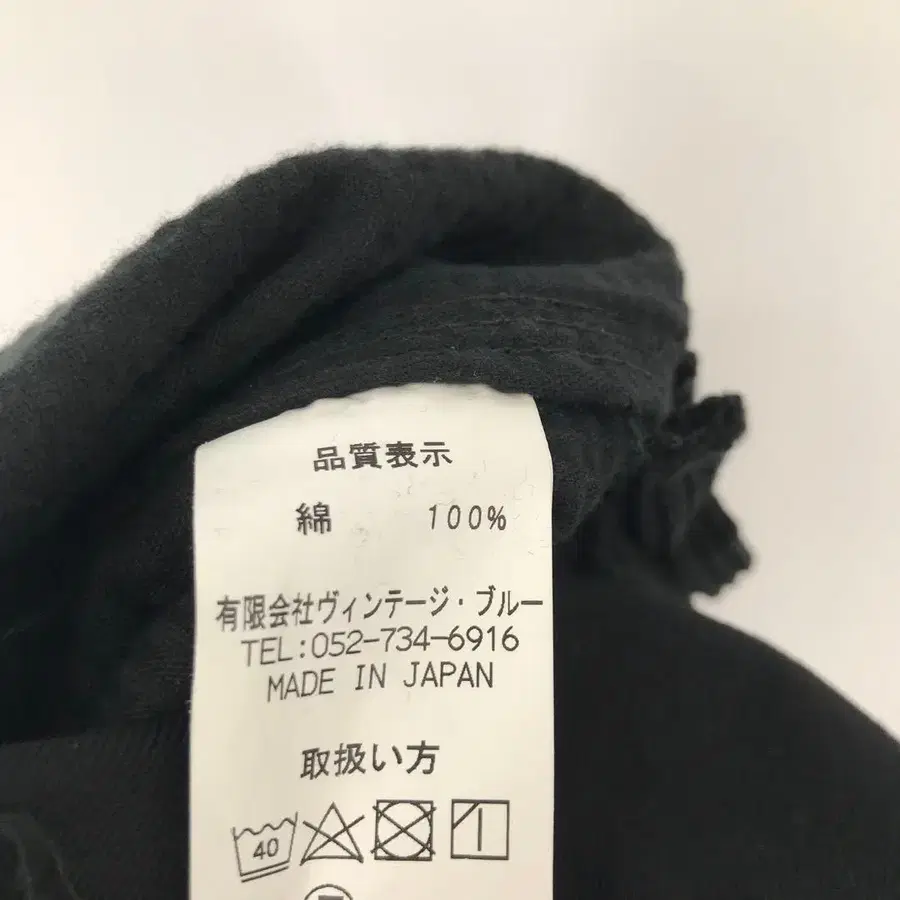 品質表示
綿 100%
有限会社ヴィンテージ・ブルー
TEL:052-734-6916
MADE IN JAPAN
取扱い方
40